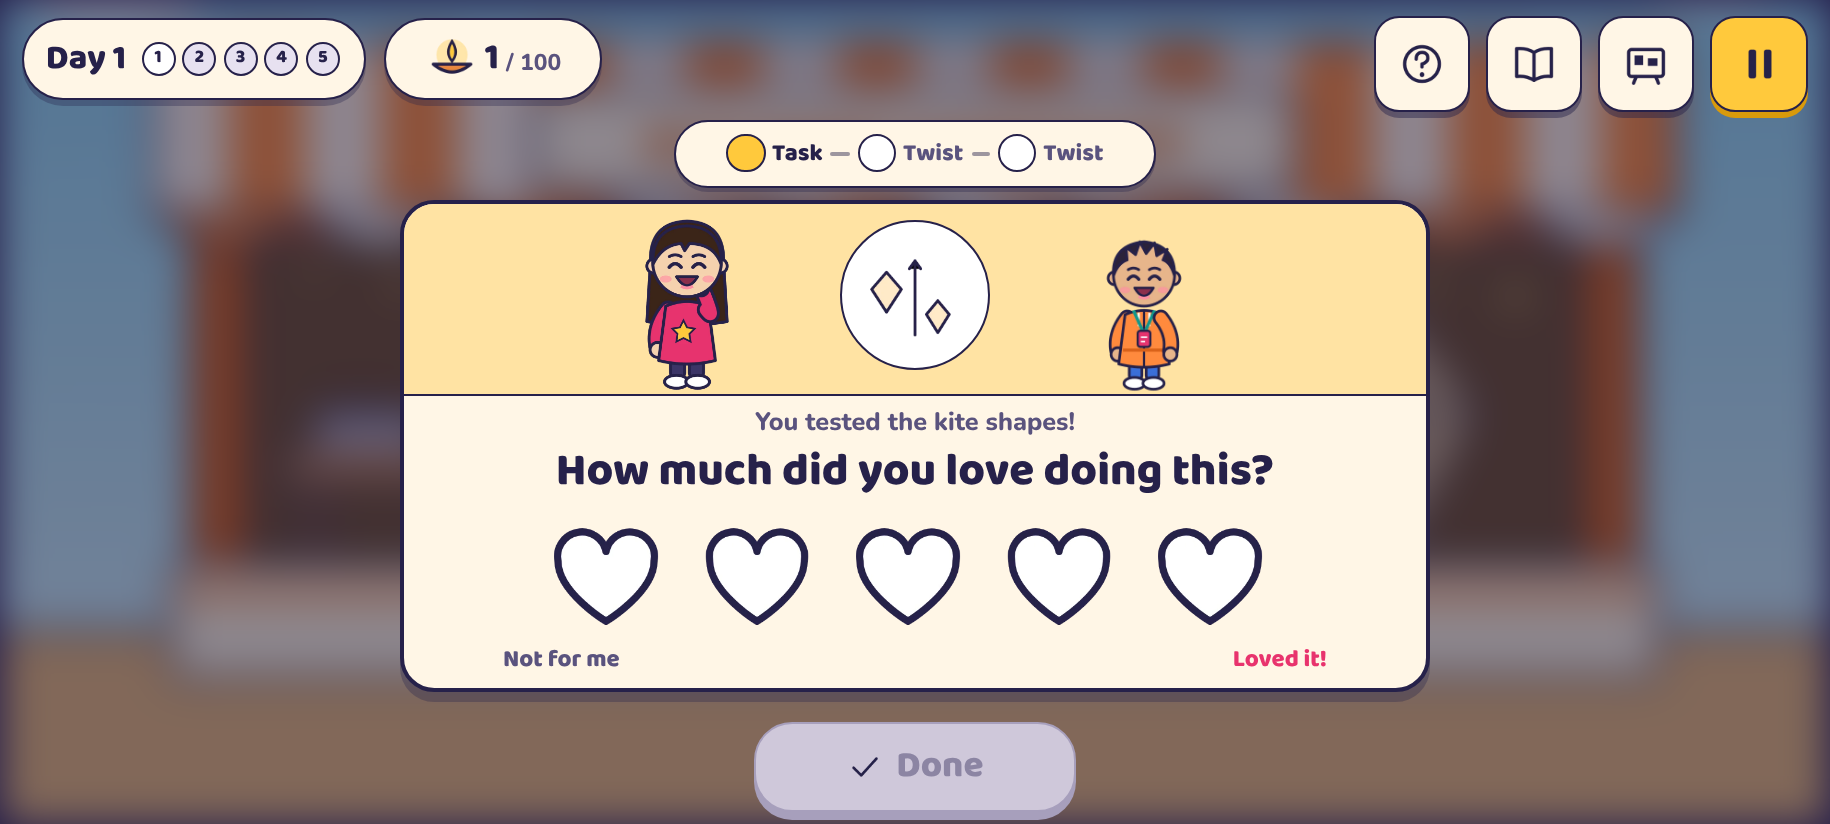 Day 1 1 2 3 4 5
1 / 100
Task Twist Twist
You tested the kite shapes!
How much did you love doing this?
Not for me
Loved it!
Done